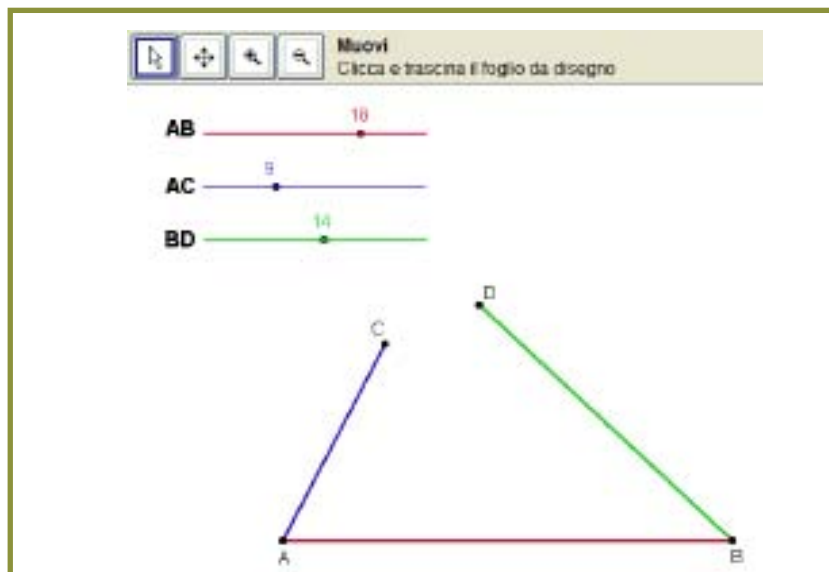 Muovi
Clicca e trascina il foglio da disegno
18
AB
9
AC
14
BD
D
C
A
B